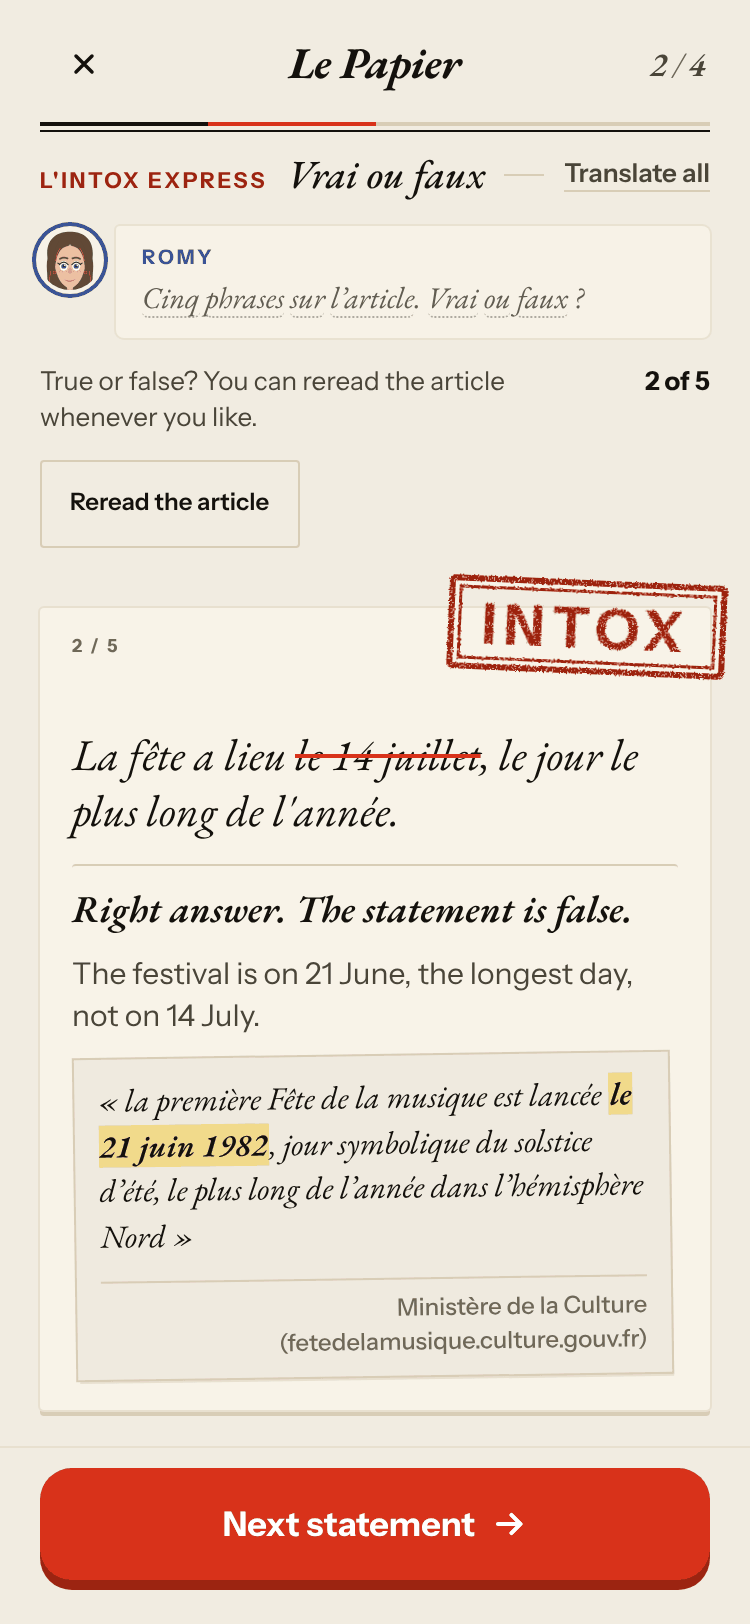 Le Papier
2 / 4
L'INTOX EXPRESS Vrai ou faux Translate all
ROMY
Cinq phrases sur l’article. Vrai ou faux ?
True or false? You can reread the article
whenever you like.
2 of 5
Reread the article
INTOX
2 / 5
La fête a lieu le 14 juillet, le jour le
plus long de l'année.
Right answer. The statement is false.
The festival is on 21 June, the longest day,
not on 14 July.
« la première Fête de la musique est lancée le
21 juin 1982, jour symbolique du solstice
d’été, le plus long de l’année dans l’hémisphère
Nord »
Ministère de la Culture
(fetedelamusique.culture.gouv.fr)
Next statement →